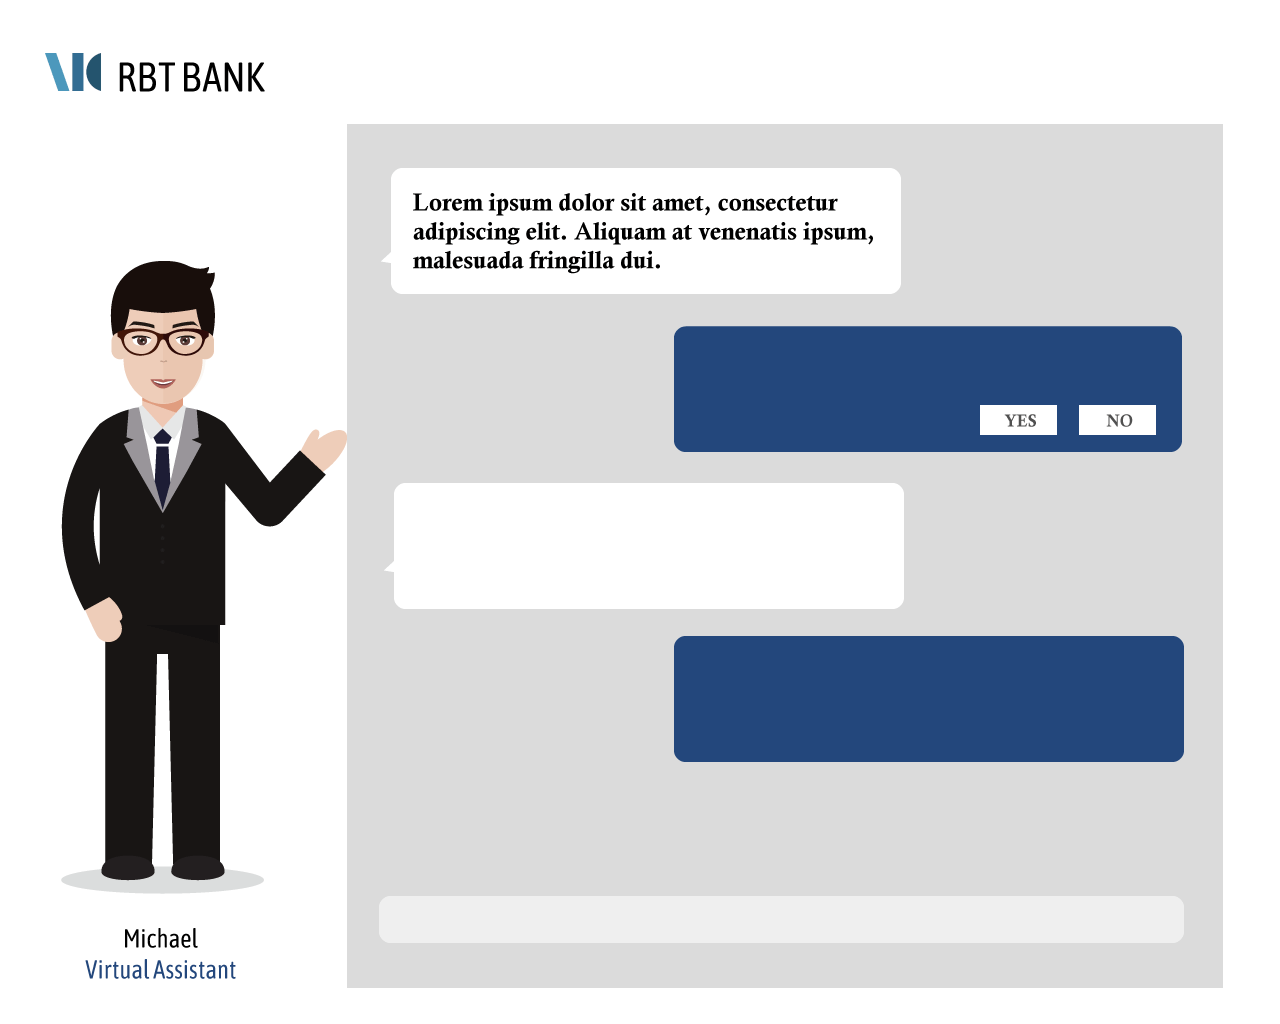 RBT BANK
Lorem ipsum dolor sit amet, consectetur
adipiscing elit. Aliquam at venenatis ipsum,
malesuada fringilla dui.
YES NO
Michael
Virtual Assistant